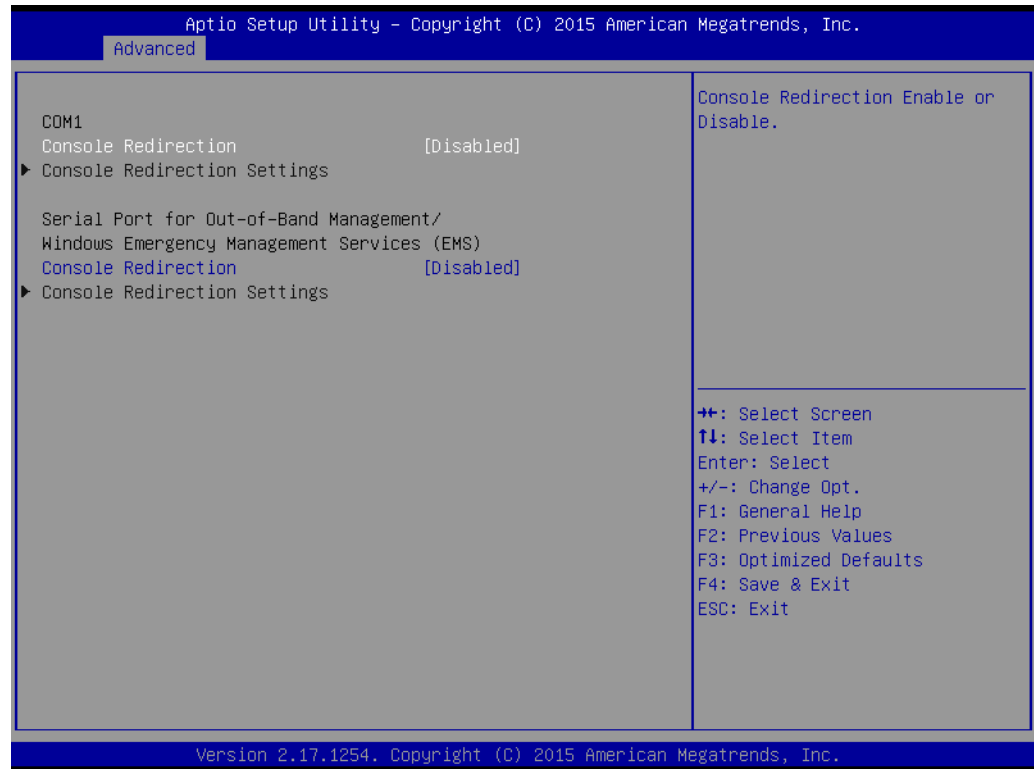 Aptio Setup Utility – Copyright (C) 2015 American Megatrends, Inc.
Advanced
COM1
Console Redirection [Disabled]
▶ Console Redirection Settings
Serial Port for Out-of-Band Management/
Windows Emergency Management Services (EMS)
Console Redirection [Disabled]
▶ Console Redirection Settings
Console Redirection Enable or
Disable.
→←: Select Screen
↑↓: Select Item
Enter: Select
+/-: Change Opt.
F1: General Help
F2: Previous Values
F3: Optimized Defaults
F4: Save & Exit
ESC: Exit
Version 2.17.1254. Copyright (C) 2015 American Megatrends, Inc.